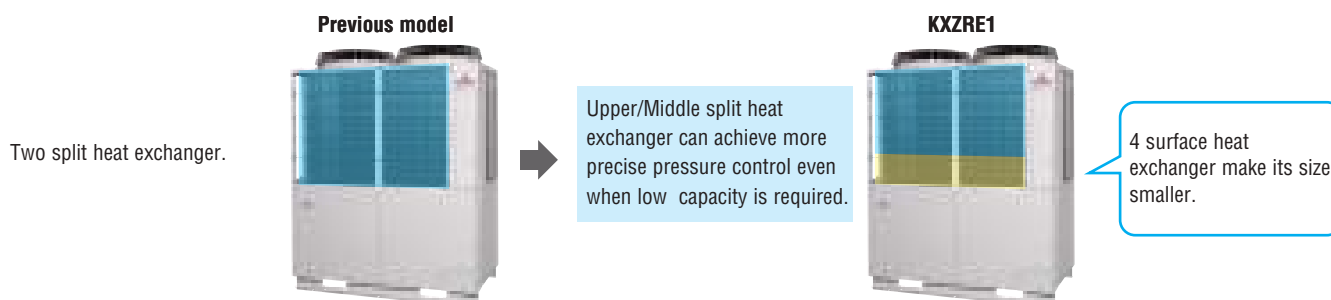 Previous model
KXZRE1
Two split heat exchanger.
Upper/Middle split heat
exchanger can achieve more
precise pressure control even
when low capacity is required.
4 surface heat
exchanger make its size
smaller.